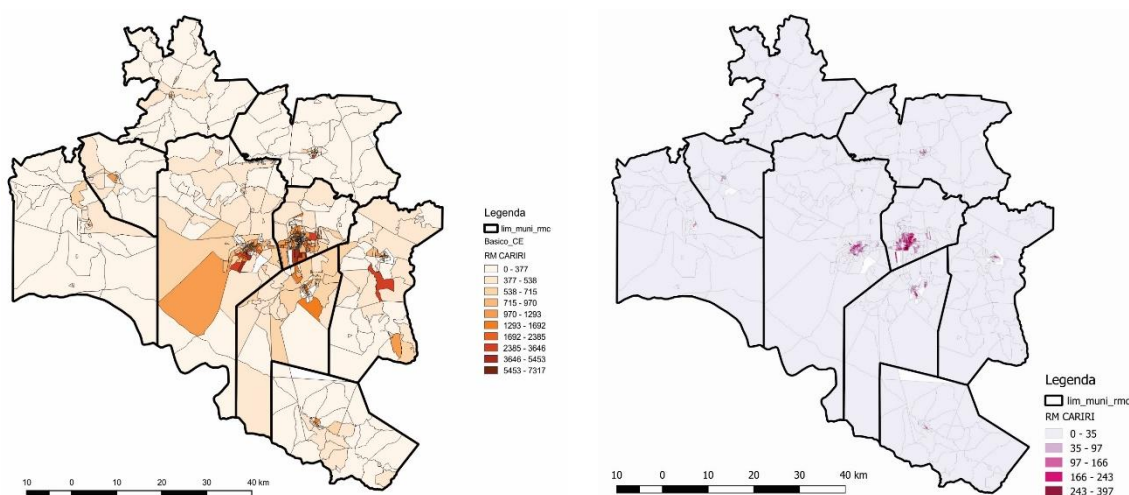 Legenda
lim_muni_rmc
Basico_CE
RM CARIRI
0 - 377
377 - 538
538 - 715
715 - 970
970 - 1293
1293 - 1692
1692 - 2385
2385 - 3646
3646 - 5453
5453 - 7317
10 0 10 20 30 40 km
Legenda
lim_muni_rmc
RM CARIRI
0 - 35
35 - 97
97 - 166
166 - 243
243 - 397
10 0 10 20 30 40 km